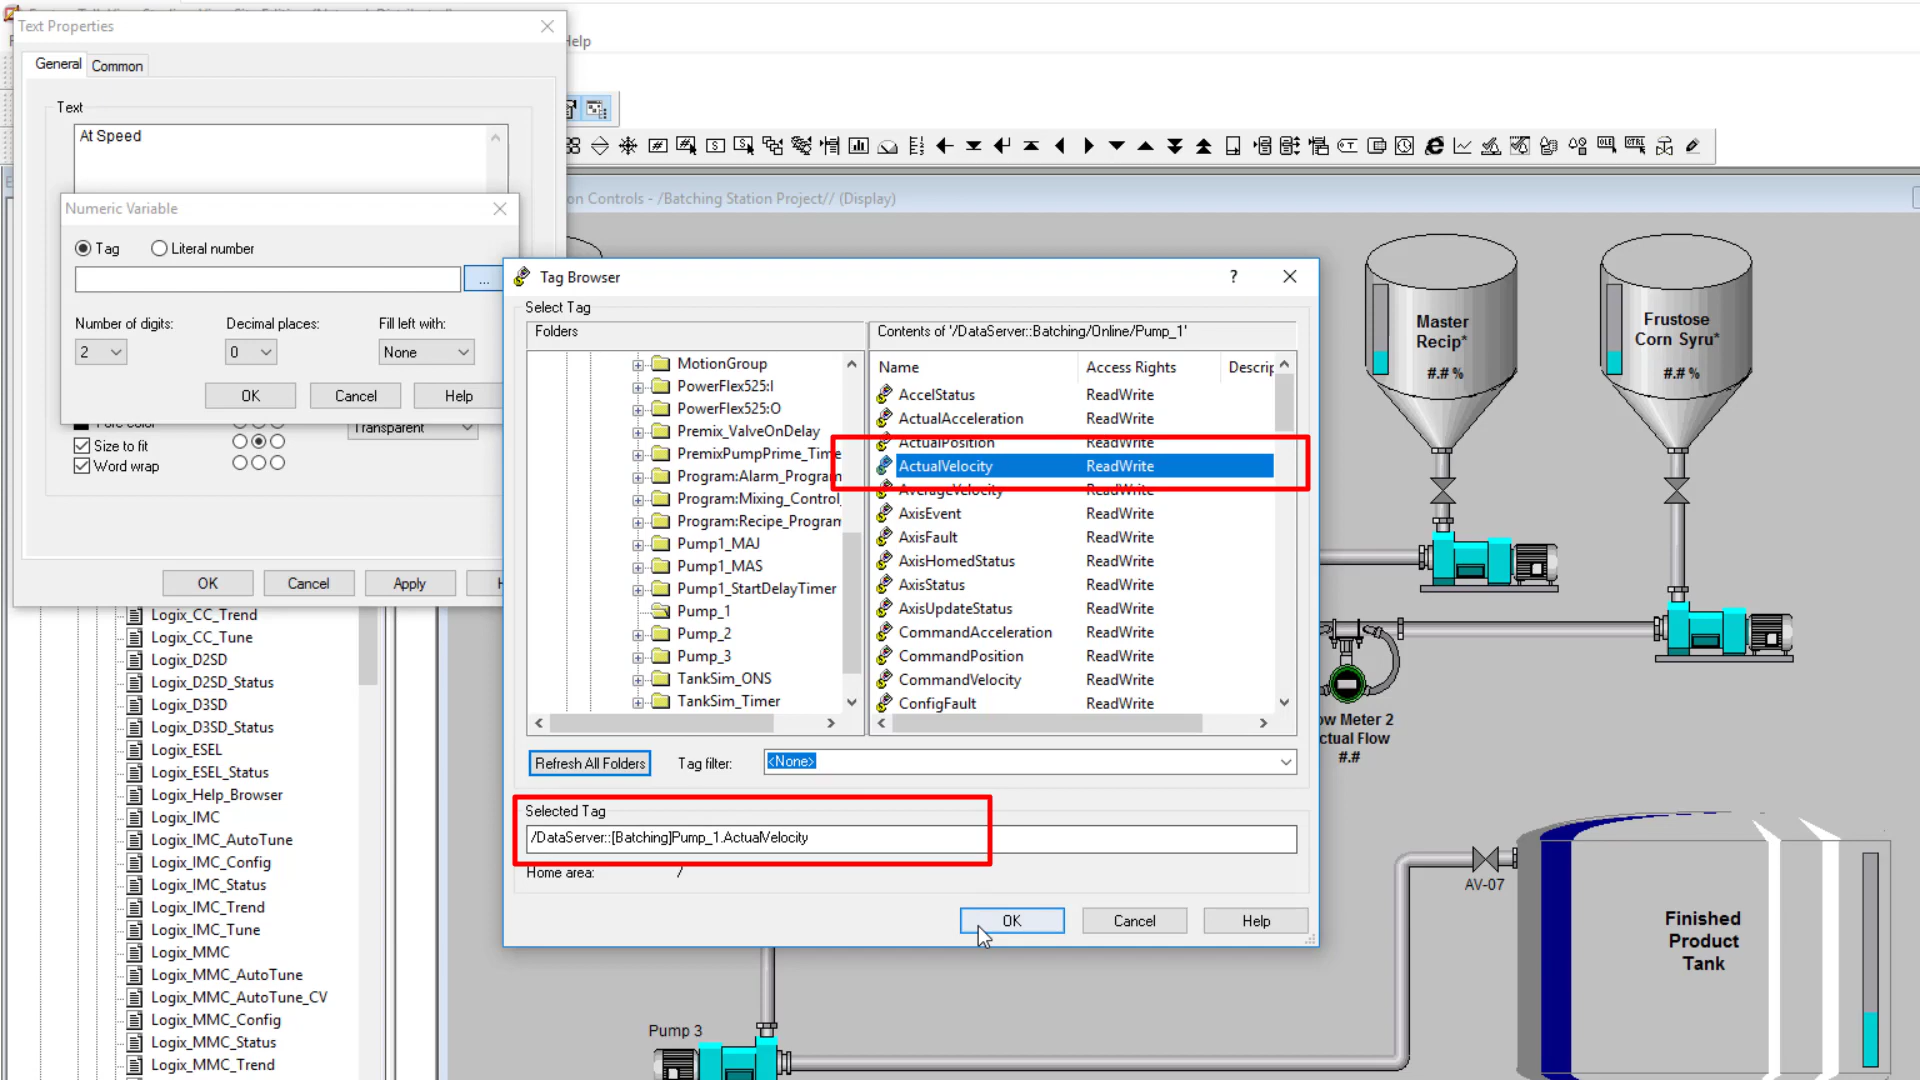 Text Properties
Help
General
Common
Text
At Speed
Numeric Variable
Tag
Literal number
...
Number of digits:
Decimal places:
Fill left with:
2
0
None
OK
Cancel
Help
Transparent
Size to fit
Word wrap
OK
Cancel
Apply
on Controls - /Batching Station Project// (Display)
Tag Browser
?
Select Tag
Folders
MotionGroup
PowerFlex525:I
PowerFlex525:O
Premix_ValveOnDelay
PremixPumpPrime_Time
Program:Alarm_Program
Program:Mixing_Control_
Program:Recipe_Program
Pump1_MAJ
Pump1_MAS
Pump1_StartDelayTimer
Pump_1
Pump_2
Pump_3
TankSim_ONS
TankSim_Timer
Contents of '/DataServer::Batching/Online/Pump_1'
Name Access Rights Descrip
AccelStatus ReadWrite
ActualAcceleration ReadWrite
ActualPosition ReadWrite
ActualVelocity ReadWrite
AverageVelocity ReadWrite
AxisEvent ReadWrite
AxisFault ReadWrite
AxisHomedStatus ReadWrite
AxisStatus ReadWrite
AxisUpdateStatus ReadWrite
CommandAcceleration ReadWrite
CommandPosition ReadWrite
CommandVelocity ReadWrite
ConfigFault ReadWrite
Refresh All Folders
Tag filter:
<None>
Selected Tag
/DataServer::[Batching]Pump_1.ActualVelocity
Home area: /
OK
Cancel
Help
Logix_CC_Trend
Logix_CC_Tune
Logix_D2SD
Logix_D2SD_Status
Logix_D3SD
Logix_D3SD_Status
Logix_ESEL
Logix_ESEL_Status
Logix_Help_Browser
Logix_IMC
Logix_IMC_AutoTune
Logix_IMC_Config
Logix_IMC_Status
Logix_IMC_Trend
Logix_IMC_Tune
Logix_MMC
Logix_MMC_AutoTune
Logix_MMC_AutoTune_CV
Logix_MMC_Config
Logix_MMC_Status
Logix_MMC_Trend
Master
Recip*
#.# %
Frustose
Corn Syru*
#.# %
ow Meter 2
ctual Flow
#.#
AV-07
Finished
Product
Tank
Pump 3